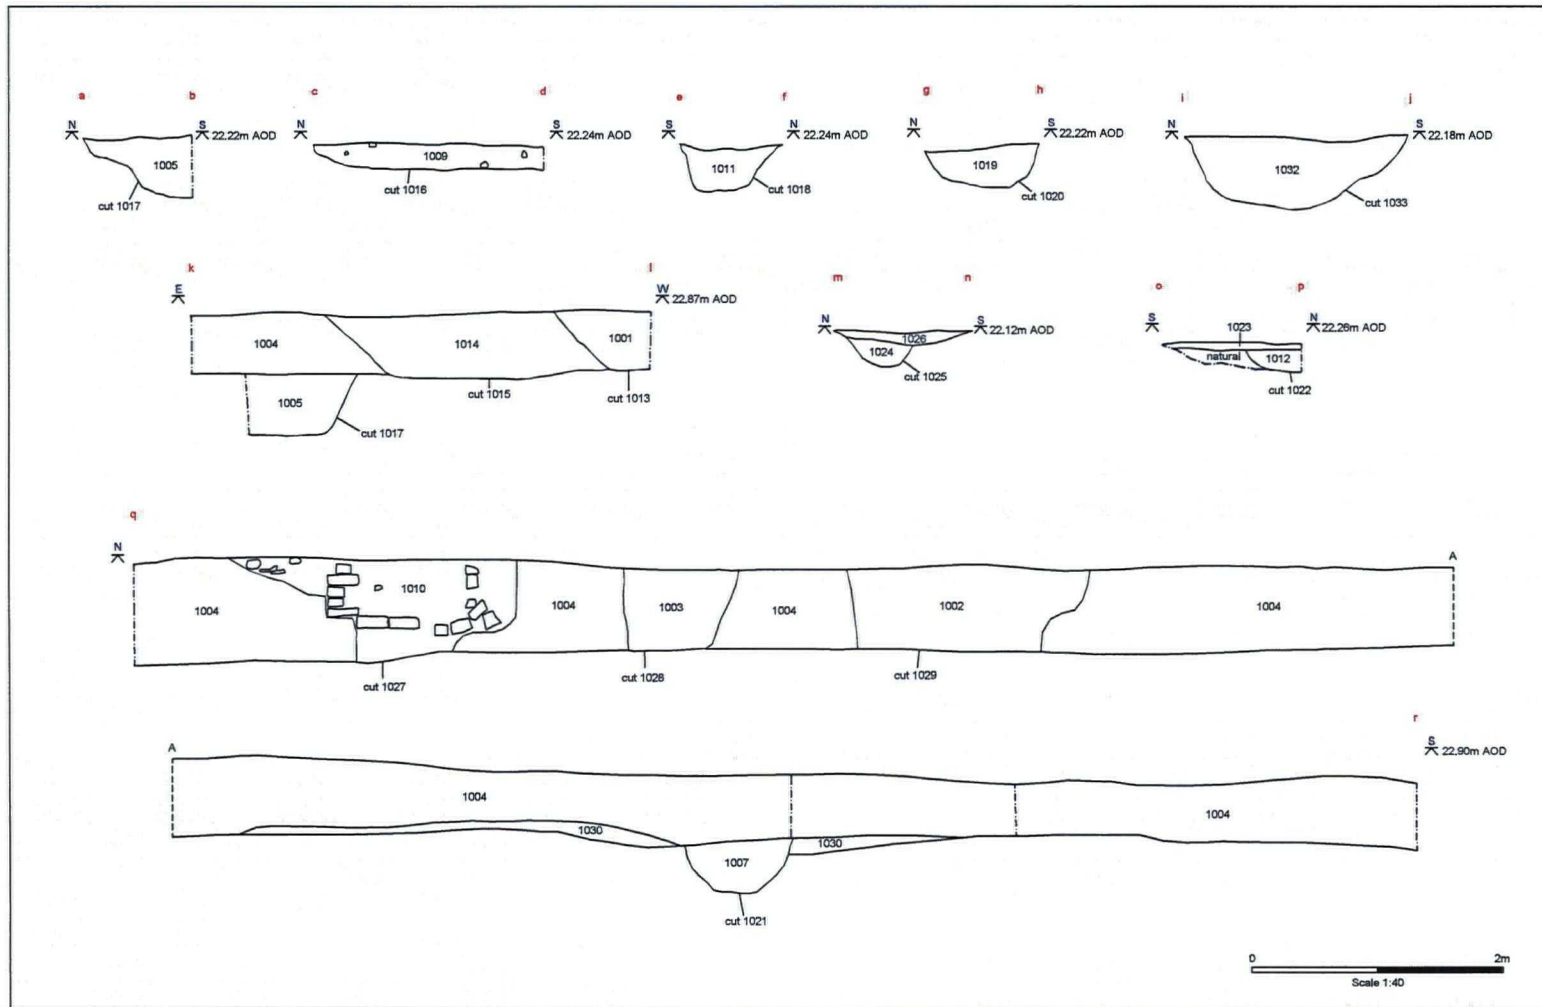 a b c d e f g h i j
N S 22.22m AOD N S 22.24m AOD S N 22.24m AOD N S 22.22m AOD N S 22.18m AOD
1005 1009 1011 1019 1032
cut 1017 cut 1016 cut 1018 cut 1020 cut 1033
k l m n o p
E W 22.87m AOD N S 22.12m AOD S 1023 N 22.26m AOD
1004 1014 1001 1026 1024 natural 1012
cut 1015 cut 1013 cut 1025 cut 1022
1005
cut 1017
q
N A
1010
1004 1004 1003 1004 1002 1004
cut 1027 cut 1028 cut 1029
r
A S 22.90m AOD
1004 1004
1030 1030
1007
cut 1021
0 2m
Scale 1:40